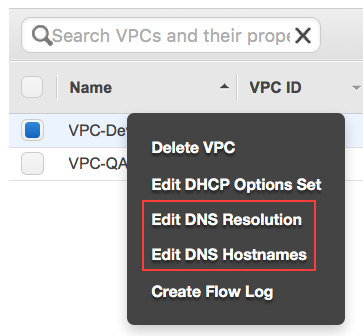 Search VPCs and their prope
Name VPC ID
VPC-De
VPC-QA
Delete VPC
Edit DHCP Options Set
Edit DNS Resolution
Edit DNS Hostnames
Create Flow Log